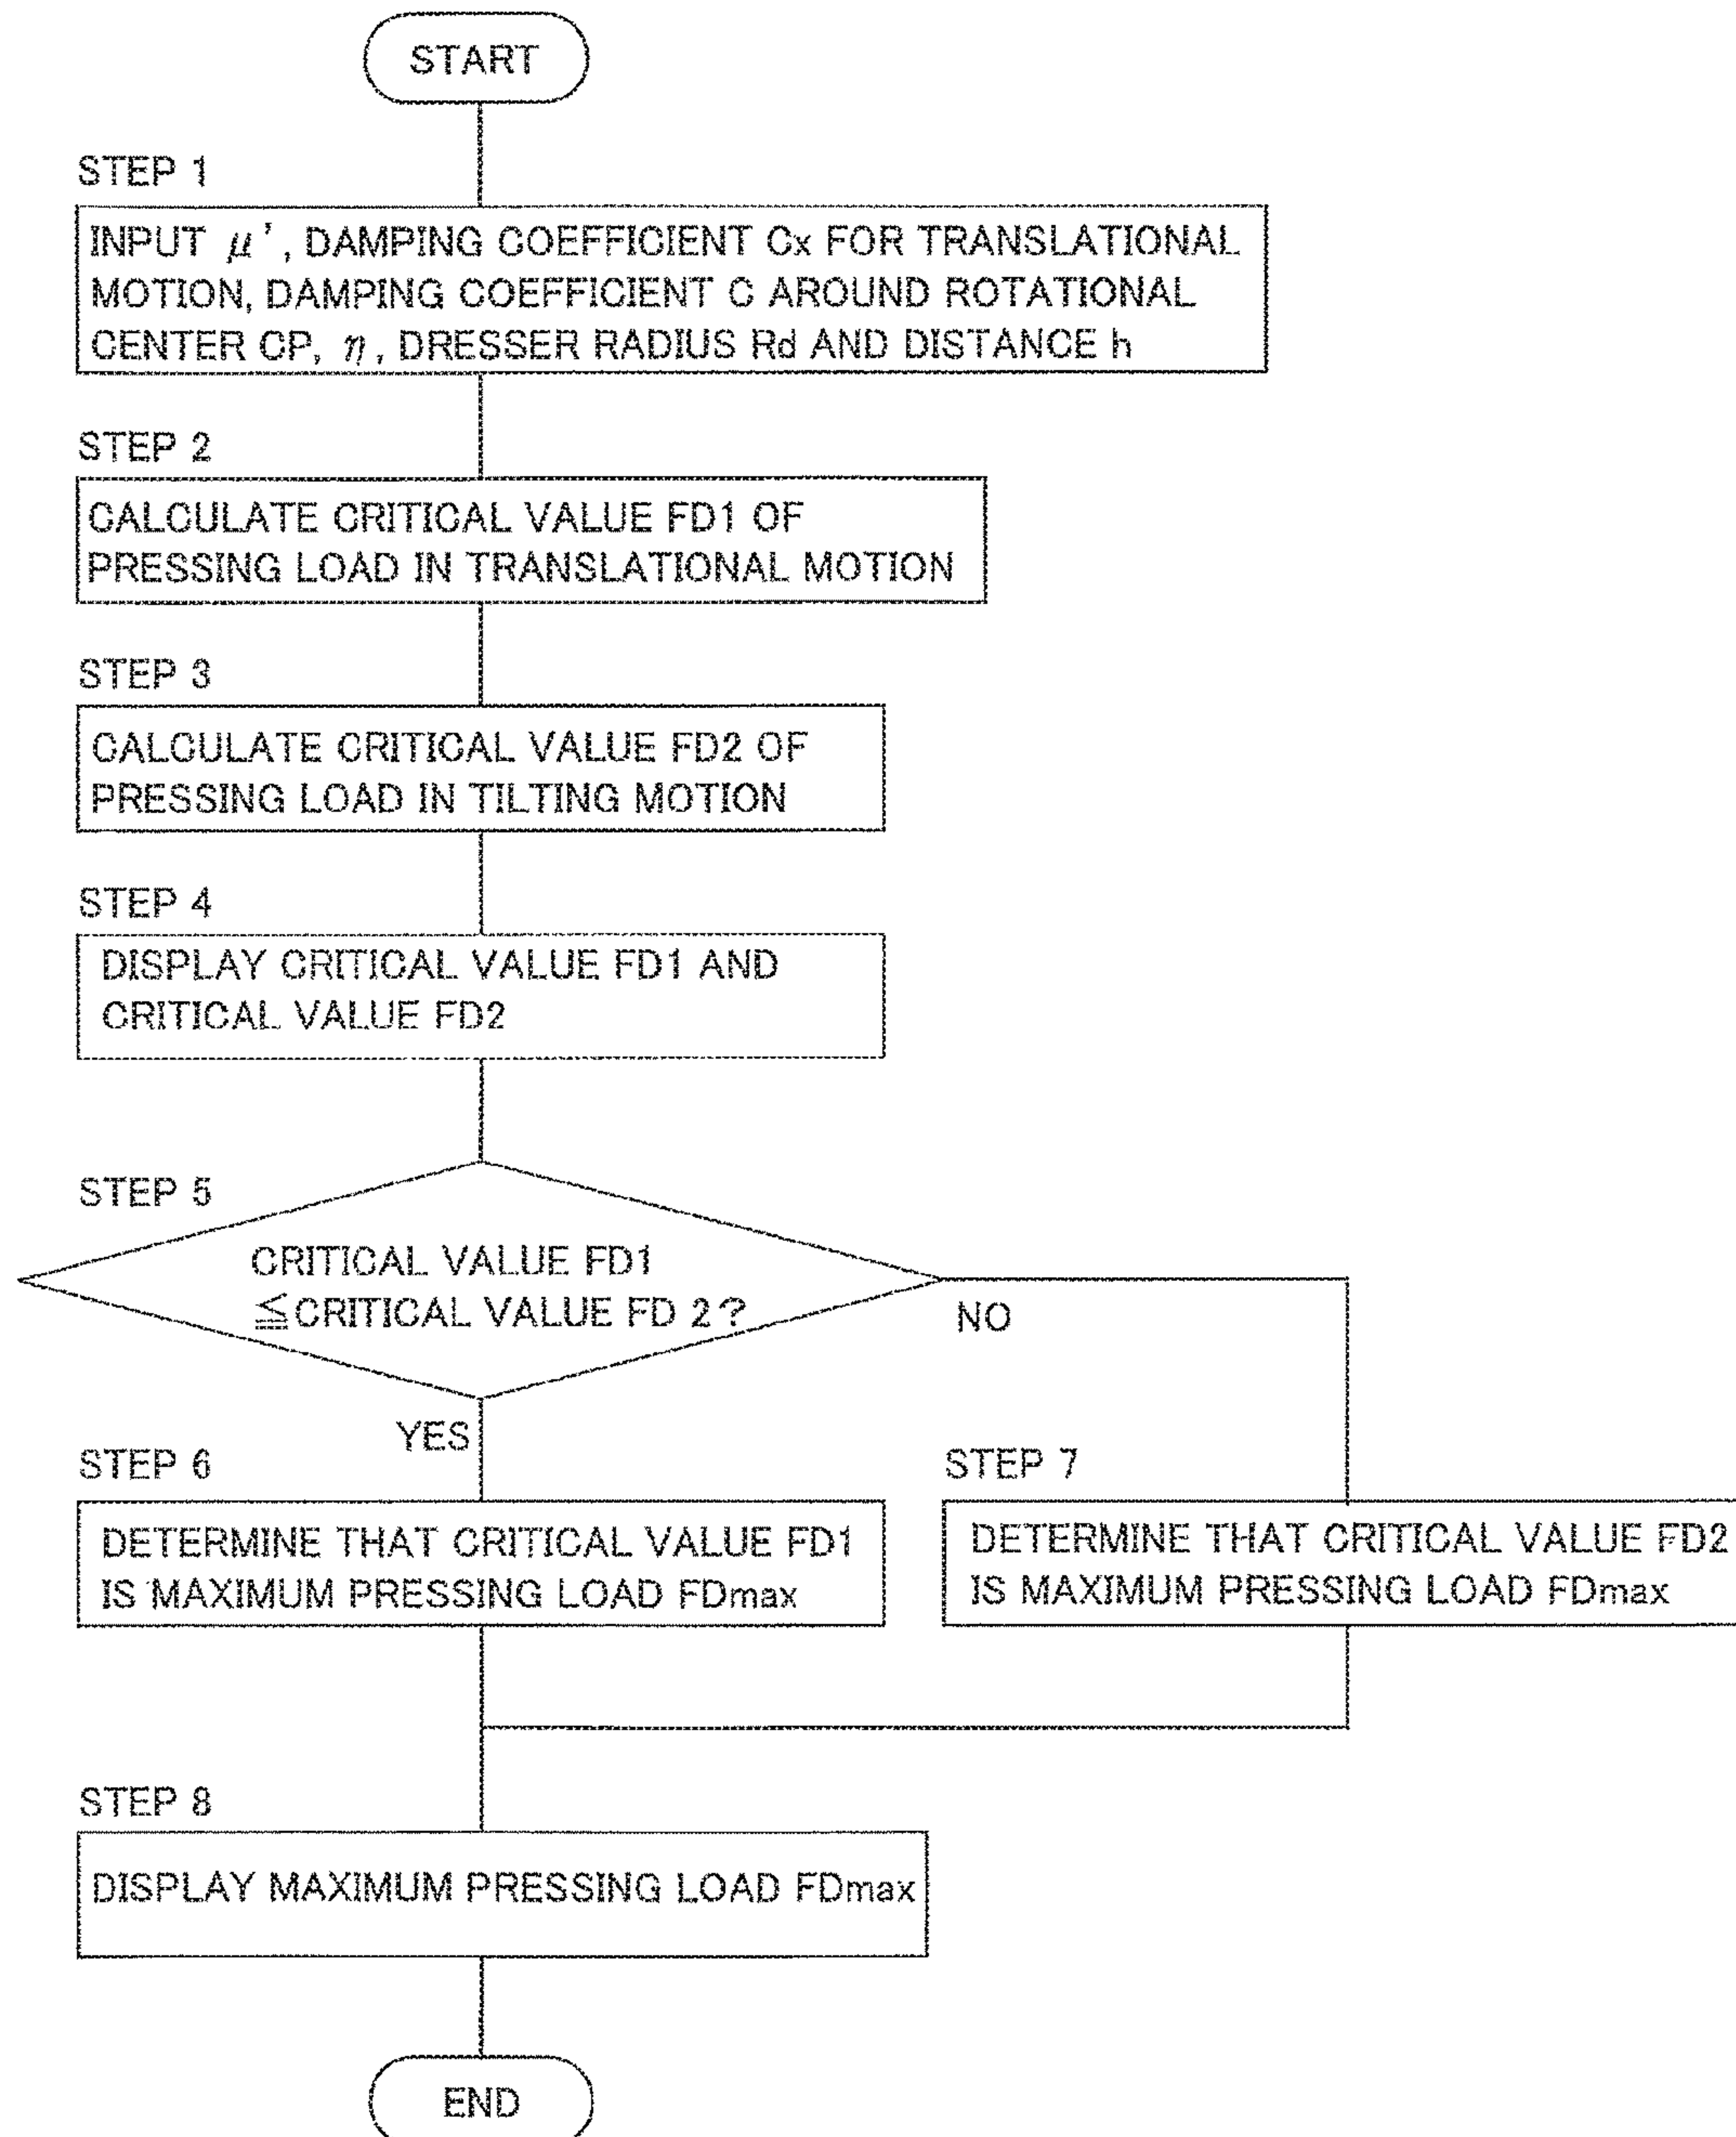 START
STEP 1
INPUT μ', DAMPING COEFFICIENT Cx FOR TRANSLATIONAL
MOTION, DAMPING COEFFICIENT C AROUND ROTATIONAL
CENTER CP, η, DRESSER RADIUS Rd AND DISTANCE h
STEP 2
CALCULATE CRITICAL VALUE FD1 OF
PRESSING LOAD IN TRANSLATIONAL MOTION
STEP 3
CALCULATE CRITICAL VALUE FD2 OF
PRESSING LOAD IN TILTING MOTION
STEP 4
DISPLAY CRITICAL VALUE FD1 AND
CRITICAL VALUE FD2
STEP 5
CRITICAL VALUE FD1
≦CRITICAL VALUE FD 2?
NO
YES
STEP 6
DETERMINE THAT CRITICAL VALUE FD1
IS MAXIMUM PRESSING LOAD FDmax
STEP 7
DETERMINE THAT CRITICAL VALUE FD2
IS MAXIMUM PRESSING LOAD FDmax
STEP 8
DISPLAY MAXIMUM PRESSING LOAD FDmax
END